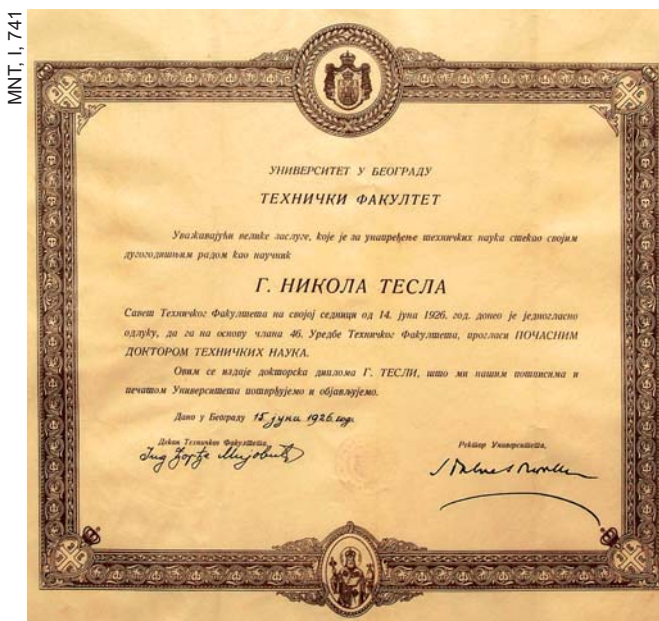 MNT, I, 741
УНИВЕРСИТЕТ У БЕОГРАДУ
ТЕХНИЧКИ ФАКУЛТЕТ
Уважавајући велике заслуге, које је за унапређење техничких наука стекао својим
дугогодишњим радом као научник
Г. НИКОЛА ТЕСЛА
Савет Техничког Факултета на својој седници од 14. јуна 1926. год. донео је једногласно
одлуку, да га на основу члана 46. Уредбе Техничког Факултета, прогласи ПОЧАСНИМ
ДОКТОРОМ ТЕХНИЧКИХ НАУКА.
Овим се издаје докторска диплома Г. ТЕСЛИ, што ми нашим потписима и
печатом Универзитета потврђујемо и објављујемо.
Дано у Београду 15 јуна 1926 год.
Декан Техничког Факултета,
Ректор Университета,
Инд Ђорђе Мијовић